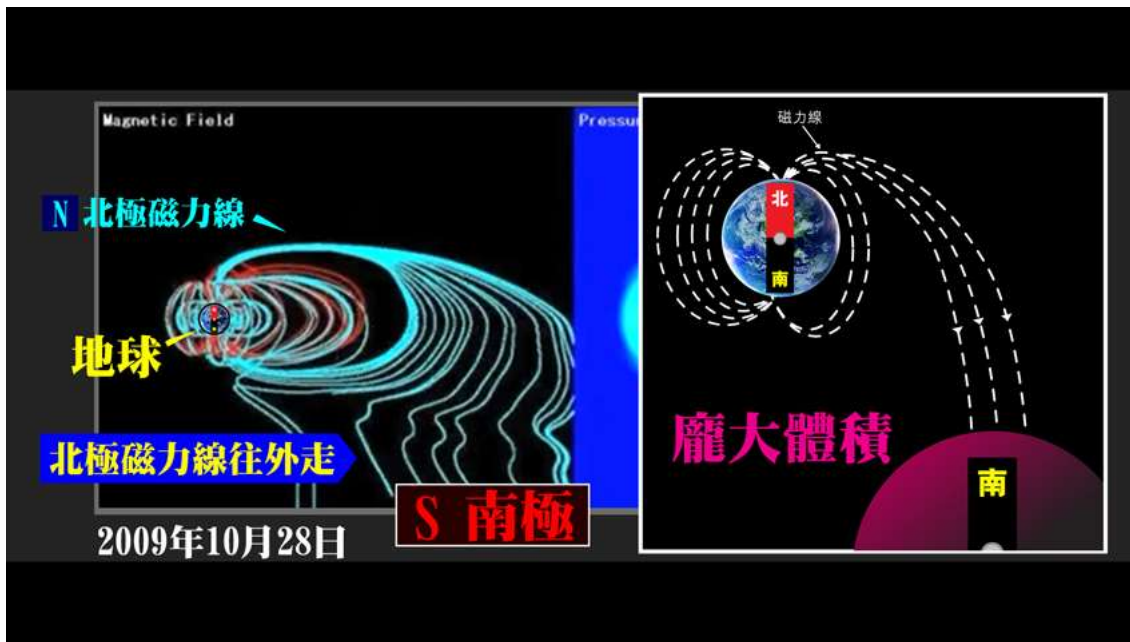 Magnetic Field
Pressu
N 北極磁力線
地球
北極磁力線往外走
S 南極
2009年10月28日
磁力線
北
南
龐大體積
南